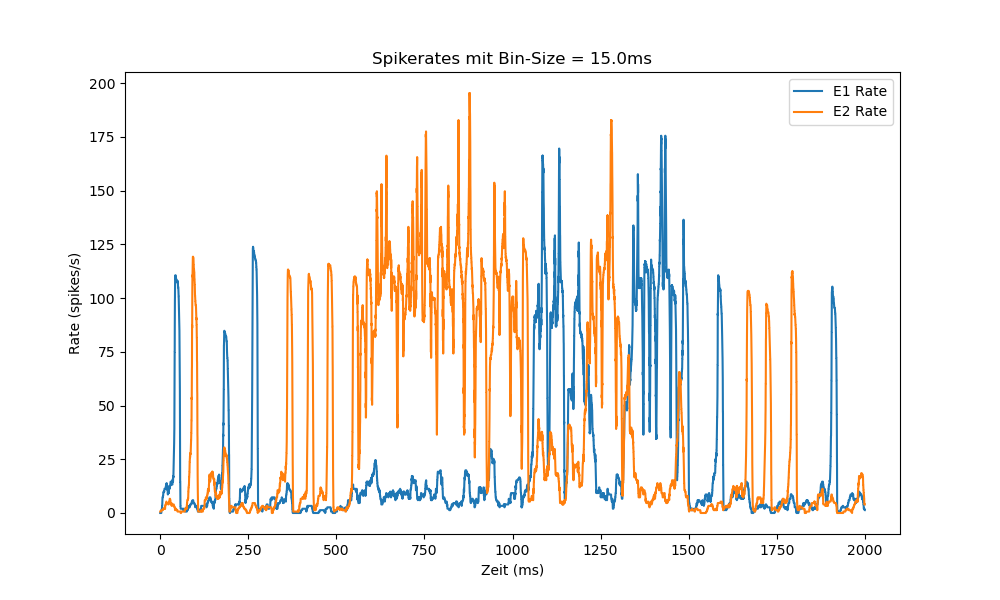 Spikerates mit Bin-Size = 15.0ms
E1 Rate
E2 Rate
200
175
150
125
100
75
50
25
0
Rate (spikes/s)
0 250 500 750 1000 1250 1500 1750 2000
Zeit (ms)